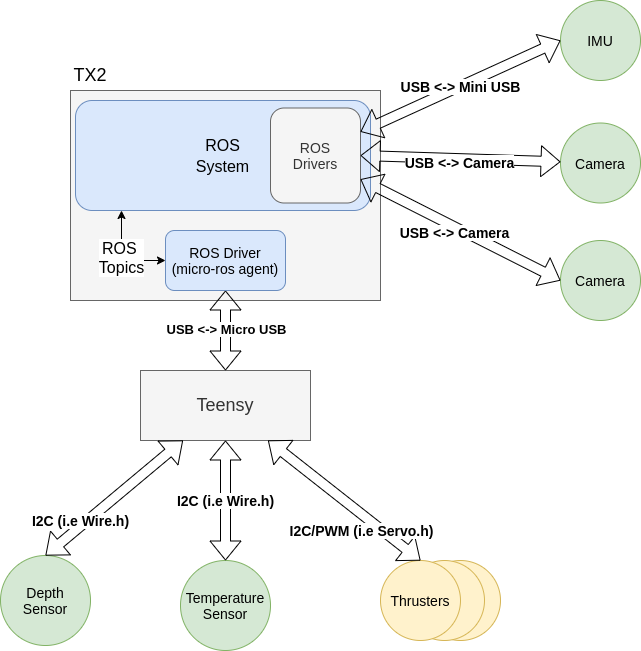 IMU
TX2
USB <-> Mini USB
ROS
System
ROS
Drivers
USB <-> Camera
Camera
USB <-> Camera
ROS
Topics
ROS Driver
(micro-ros agent)
Camera
USB <-> Micro USB
Teensy
I2C (i.e Wire.h)
I2C (i.e Wire.h)
I2C/PWM (i.e Servo.h)
Depth
Sensor
Temperature
Sensor
Thrusters